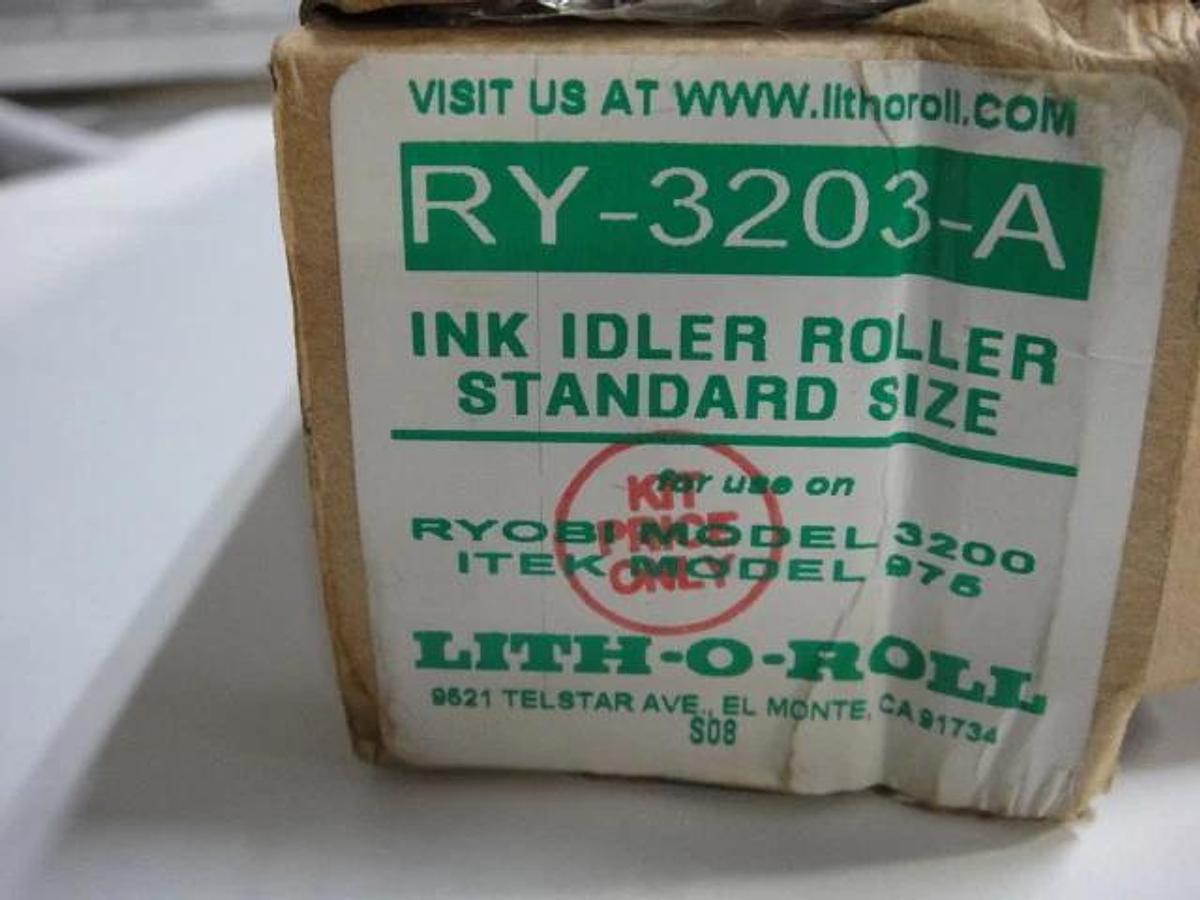 VISIT US AT WWW.lithoroll.COM
RY-3203-A
INK IDLER ROLLER
STANDARD SIZE
for use on
KIT
PRICE
ONLY
RYOBI MODEL 3200
ITEK MODEL 975
LITH-O-ROLL
9521 TELSTAR AVE., EL MONTE, CA 91734
S08